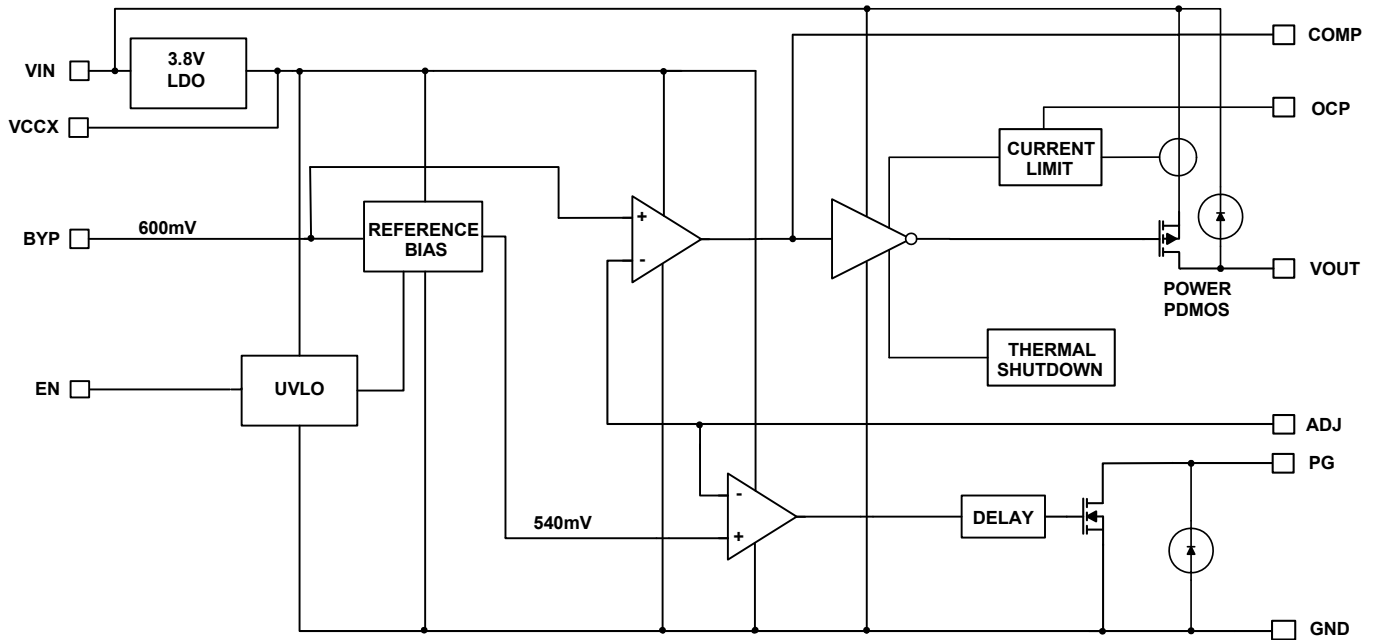 COMP
3.8V
LDO
VIN
OCP
VCCX
CURRENT
LIMIT
+
600mV
REFERENCE
BIAS
BYP
-
VOUT
POWER
PDMOS
THERMAL
SHUTDOWN
EN
UVLO
ADJ
PG
-
DELAY
540mV
+
GND